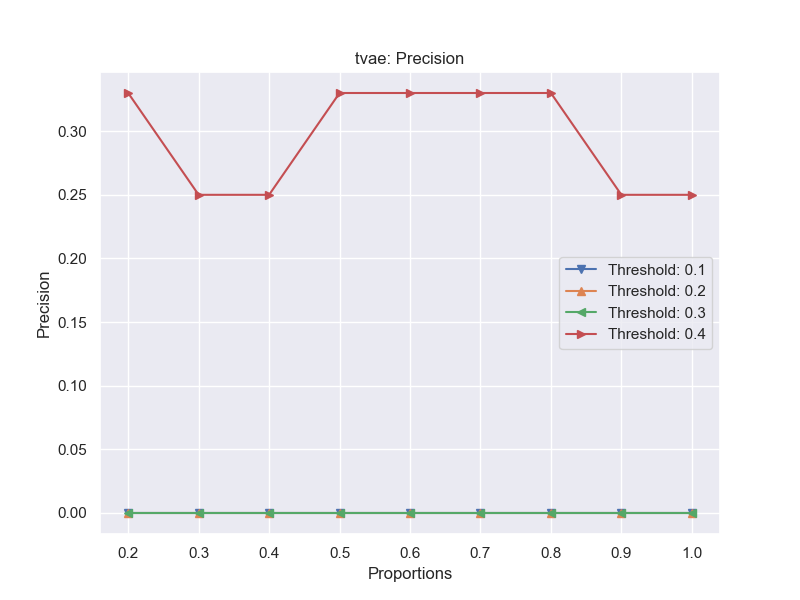 tvae: Precision
0.30
0.25
0.20
0.15
0.10
0.05
0.00
Precision
Threshold: 0.1
Threshold: 0.2
Threshold: 0.3
Threshold: 0.4
0.2 0.3 0.4 0.5 0.6 0.7 0.8 0.9 1.0
Proportions